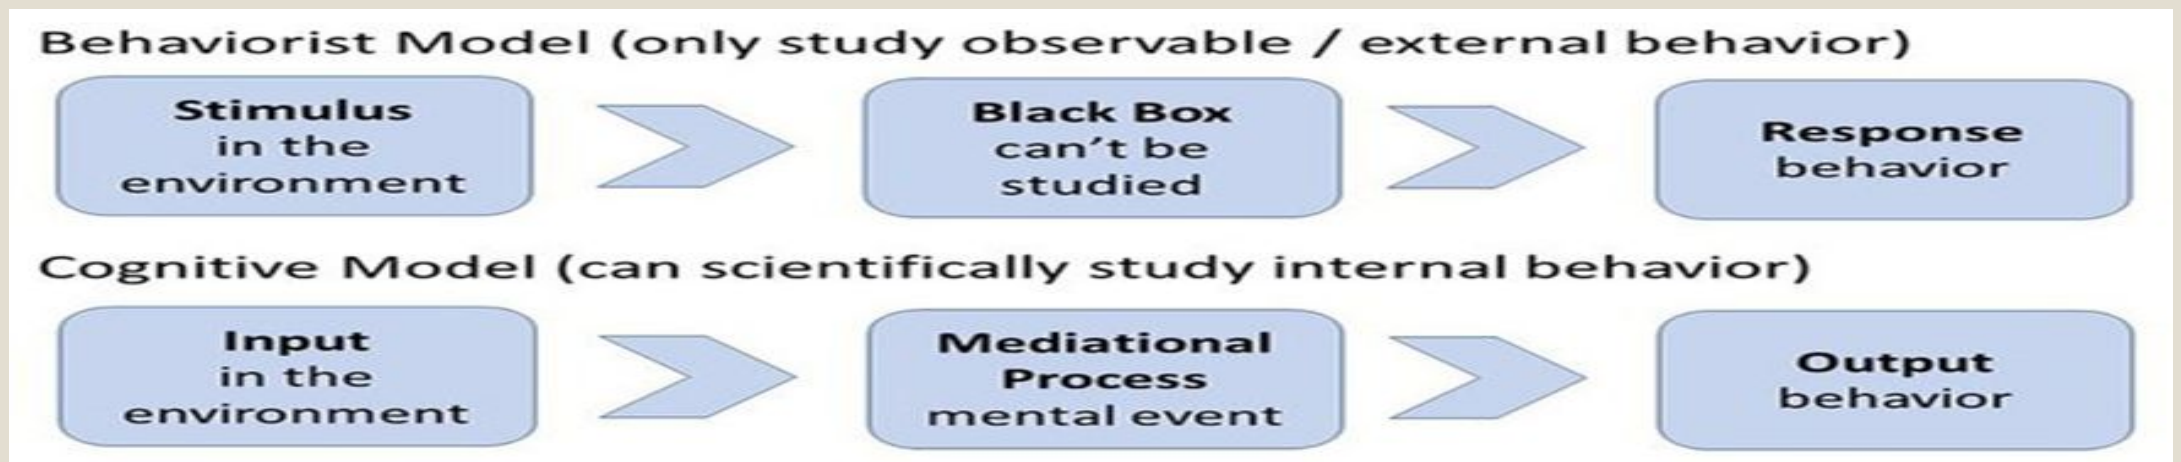 Behaviorist Model (only study observable / external behavior)
Stimulus
in the
environment
Black Box
can’t be
studied
Response
behavior
Cognitive Model (can scientifically study internal behavior)
Input
in the
environment
Mediational
Process
mental event
Output
behavior